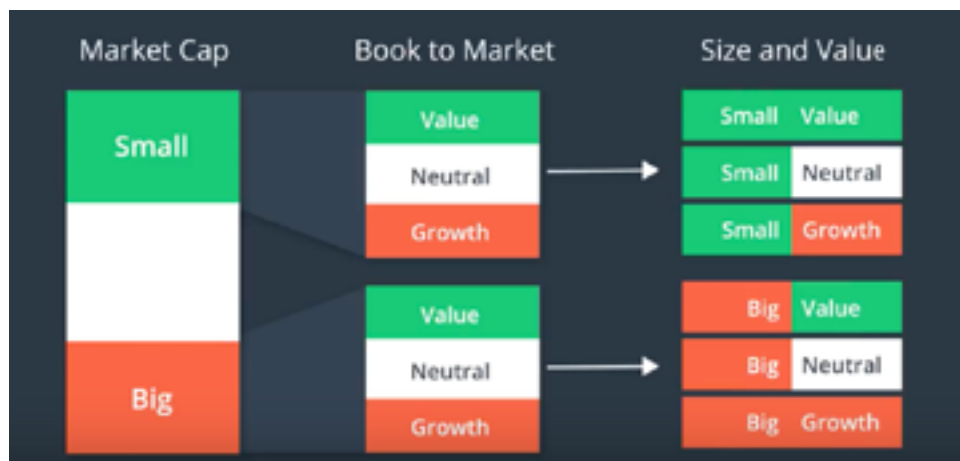 Market Cap
Book to Market
Size and Value
Small
Big
Value
Neutral
Growth
Value
Neutral
Growth
Small Value
Small Neutral
Small Growth
Big Value
Big Neutral
Big Growth